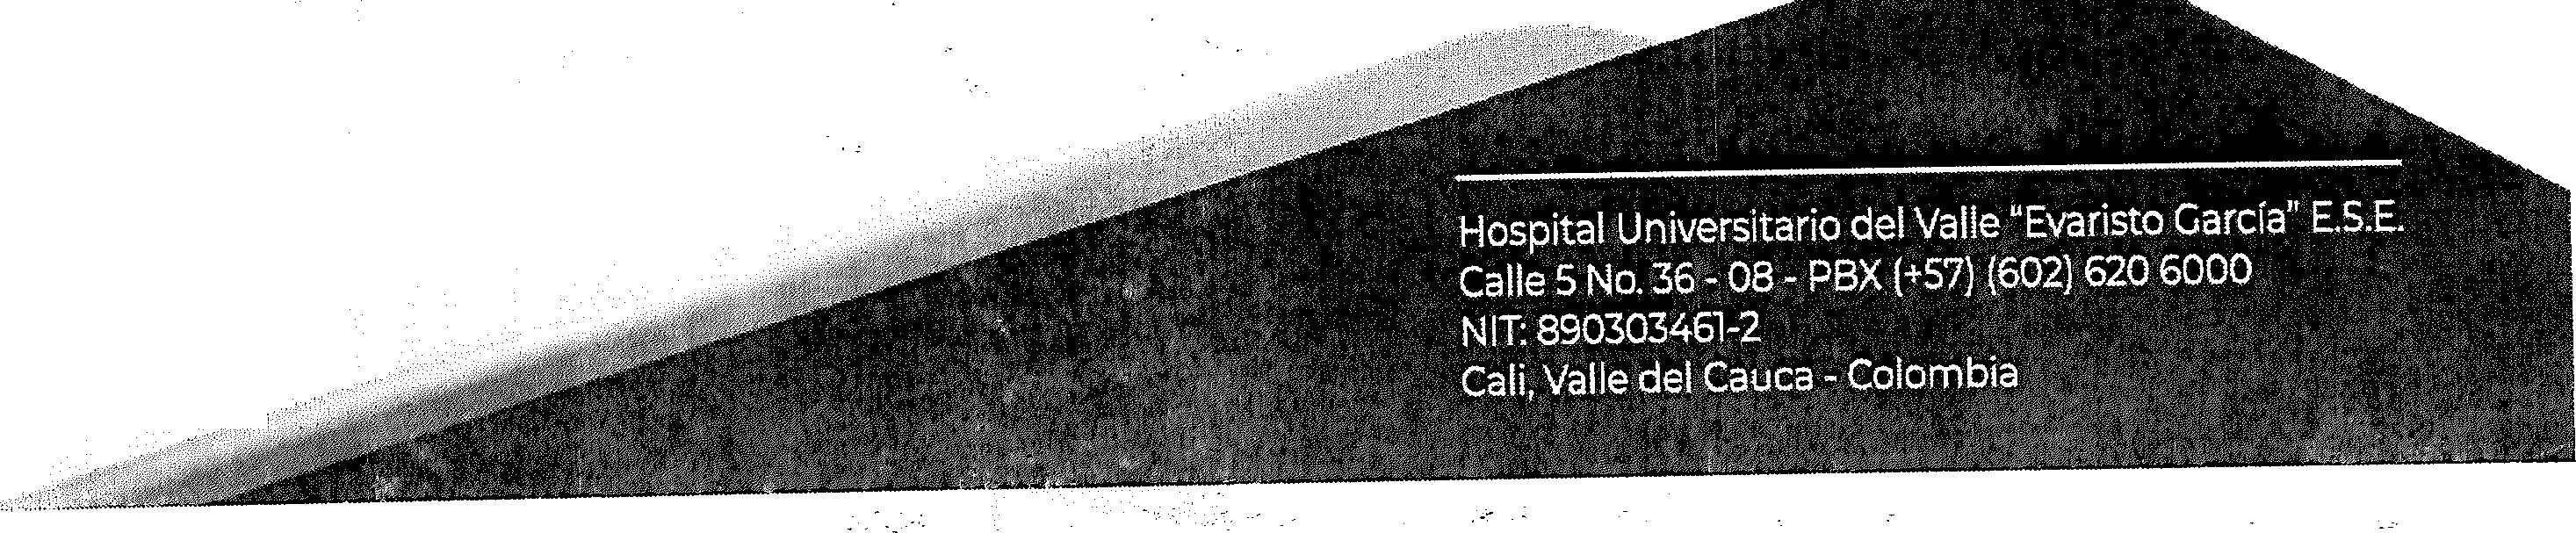 Hospital Universitario del Valle "Evaristo García" E.S.E.
Calle 5 No. 36 - 08 - PBX (+57) (602) 620 6000
NIT: 890303461-2
Cali, Valle del Cauca - Colombia